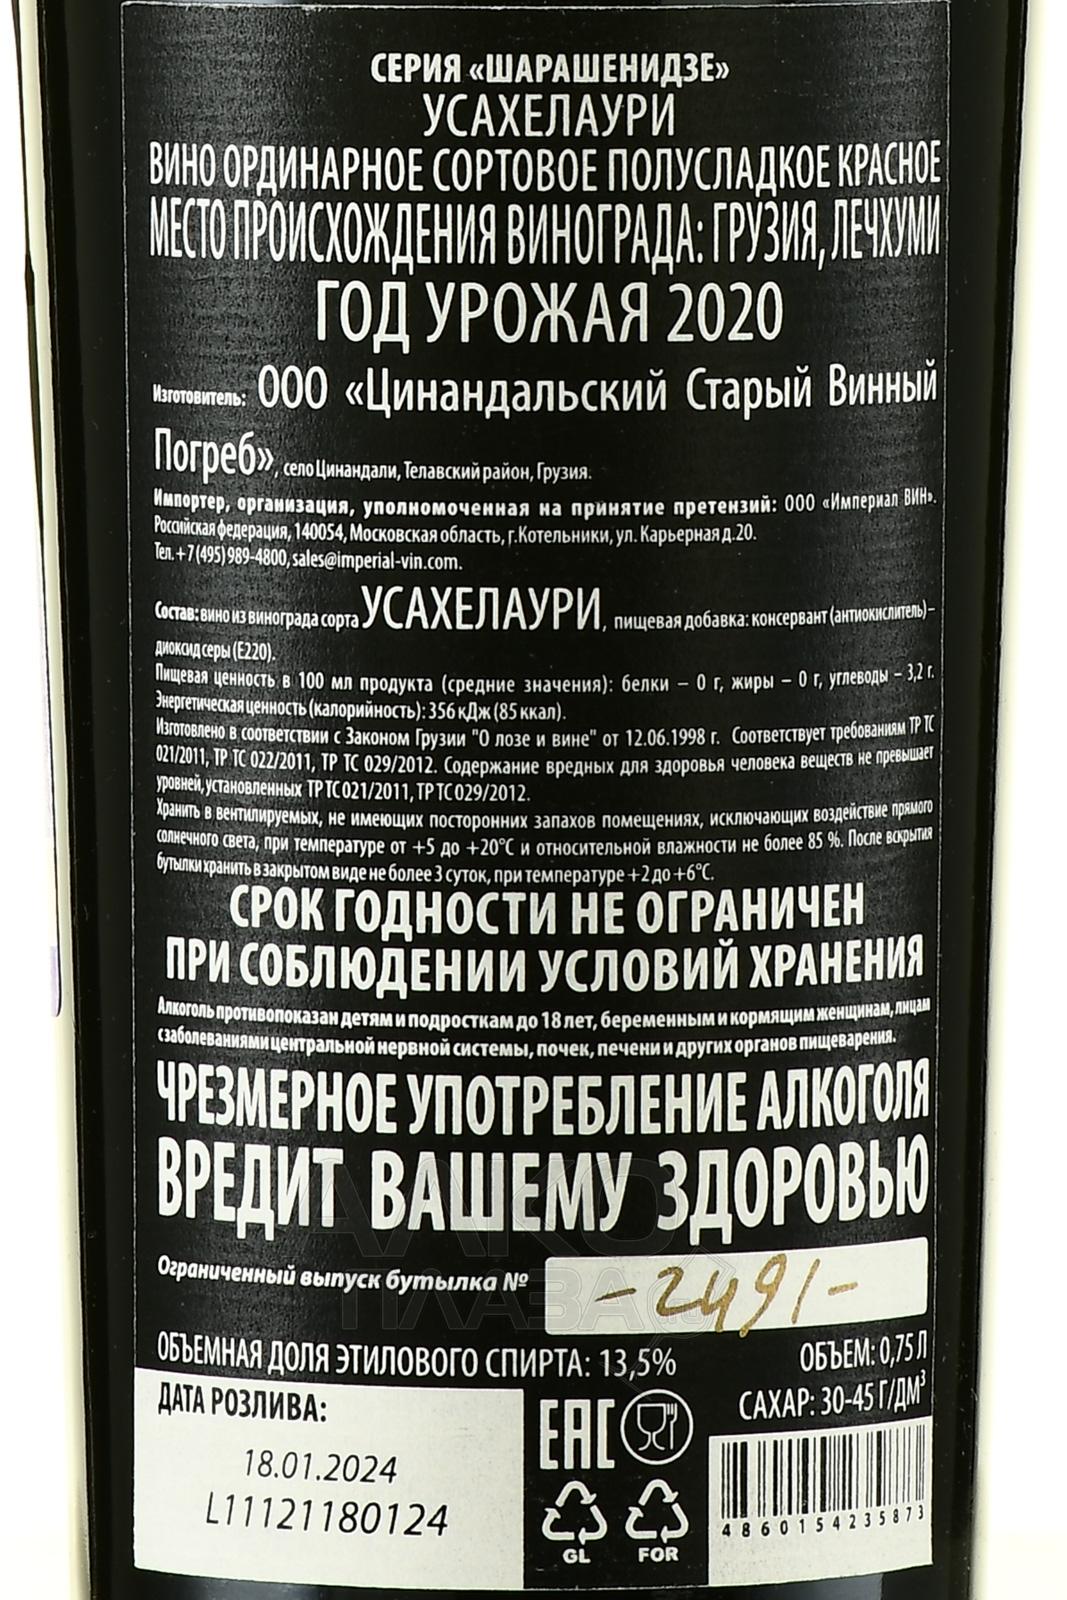 СЕРИЯ «ШАРАШЕНИДЗЕ»
УСАХЕЛАУРИ
ВИНО ОРДИНАРНОЕ СОРТОВОЕ ПОЛУСЛАДКОЕ КРАСНОЕ
МЕСТО ПРОИСХОЖДЕНИЯ ВИНОГРАДА: ГРУЗИЯ, ЛЕЧХУМИ
ГОД УРОЖАЯ 2020
Изготовитель: ООО «Цинандальский Старый Винный
Погреб», село Цинандали, Телавский район, Грузия.
Импортер, организация, уполномоченная на принятие претензий: ООО «Империал ВИН».
Российская федерация, 140054, Московская область, г.Котельники, ул. Карьерная д.20.
Тел. +7 (495) 989-4800, sales@imperial-vin.com.
Состав: вино из винограда сорта УСАХЕЛАУРИ, пищевая добавка: консервант (антиокислитель) –
диоксид серы (Е220).
Пищевая ценность в 100 мл продукта (средние значения): белки – 0 г, жиры – 0 г, углеводы – 3,2 г.
Энергетическая ценность (калорийность): 356 кДж (85 ккал).
Изготовлено в соответствии с Законом Грузии "О лозе и вине" от 12.06.1998 г. Соответствует требованиям ТР ТС
021/2011, ТР ТС 022/2011, ТР ТС 029/2012. Содержание вредных для здоровья человека веществ не превышает
уровней, установленных ТР ТС 021/2011, ТР ТС 029/2012.
Хранить в вентилируемых, не имеющих посторонних запахов помещениях, исключающих воздействие прямого
солнечного света, при температуре от +5 до +20°С и относительной влажности не более 85 %. После вскрытия
бутылки хранить в закрытом виде не более 3 суток, при температуре +2 до +6°С.
СРОК ГОДНОСТИ НЕ ОГРАНИЧЕН
ПРИ СОБЛЮДЕНИИ УСЛОВИЙ ХРАНЕНИЯ
Алкоголь противопоказан детям и подросткам до 18 лет, беременным и кормящим женщинам, лицам
с заболеваниями центральной нервной системы, почек, печени и других органов пищеварения.
ЧРЕЗМЕРНОЕ УПОТРЕБЛЕНИЕ АЛКОГОЛЯ
ВРЕДИТ ВАШЕМУ ЗДОРОВЬЮ
АЛКО
ПЛАЗА.ru
Ограниченный выпуск бутылка № -2491-
ОБЪЕМНАЯ ДОЛЯ ЭТИЛОВОГО СПИРТА: 13,5%
ОБЪЕМ: 0,75 Л
САХАР: 30-45 Г/ДМ³
ДАТА РОЗЛИВА:
18.01.2024
L11121180124
EAC
GL
FOR
4860154235873